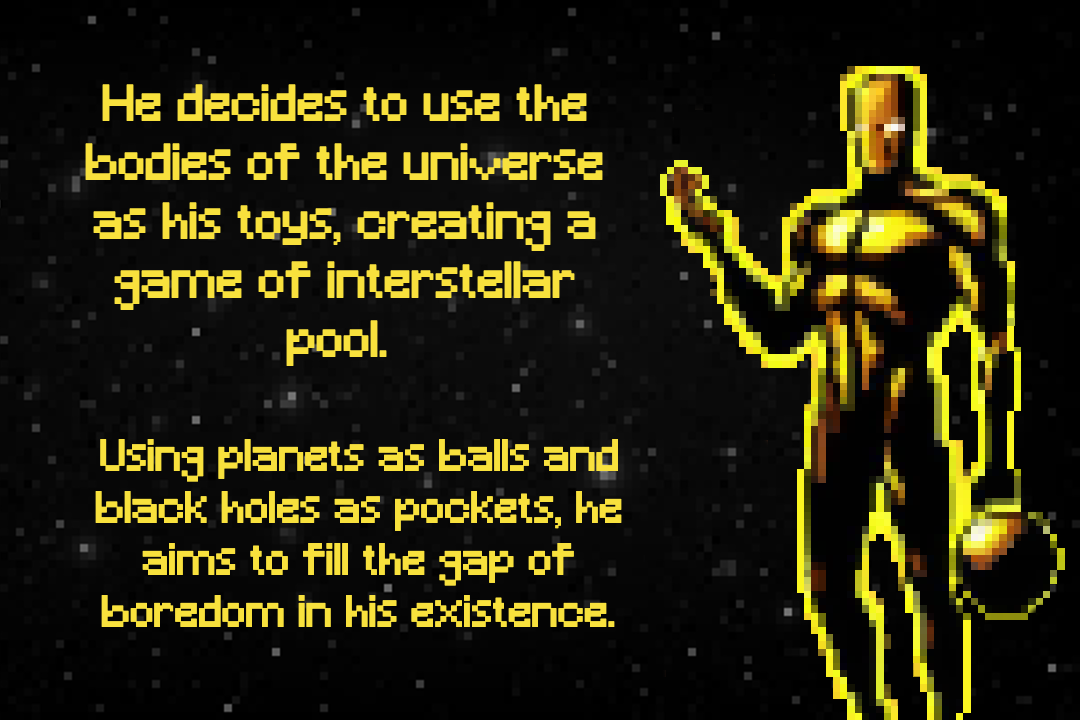 He decides to use the
bodies of the universe
as his toys, creating a
game of interstellar
pool.
Using planets as balls and
black holes as pockets, he
aims to fill the gap of
boredom in his existence.